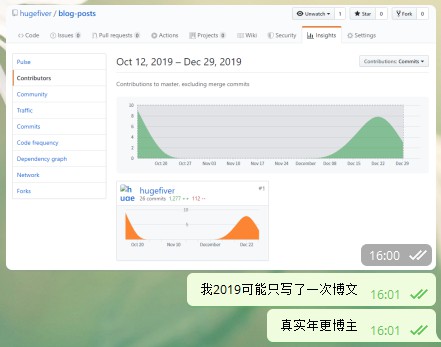 hugefiver / blog-posts
Unwatch 1 Star 0 Fork 0
Code Issues 0 Pull requests 0 Actions Projects 0 Wiki Security Insights Settings
Pulse
Contributors
Community
Traffic
Commits
Code frequency
Dependency graph
Network
Forks
Oct 12, 2019 – Dec 29, 2019
Contributions: Commits
Contributions to master, excluding merge commits
10
8
6
4
2
0
Oct 20 Oct 27 Nov 03 Nov 10 Nov 17 Nov 24 December Dec 08 Dec 15 Dec 22 Dec 29
hugefiver #1
26 commits 1,277 ++ 112 --
10
0
Oct 20 Nov 10 December Dec 22
16:00
我2019可能只写了一次博文 16:01
真实年更博主 16:01